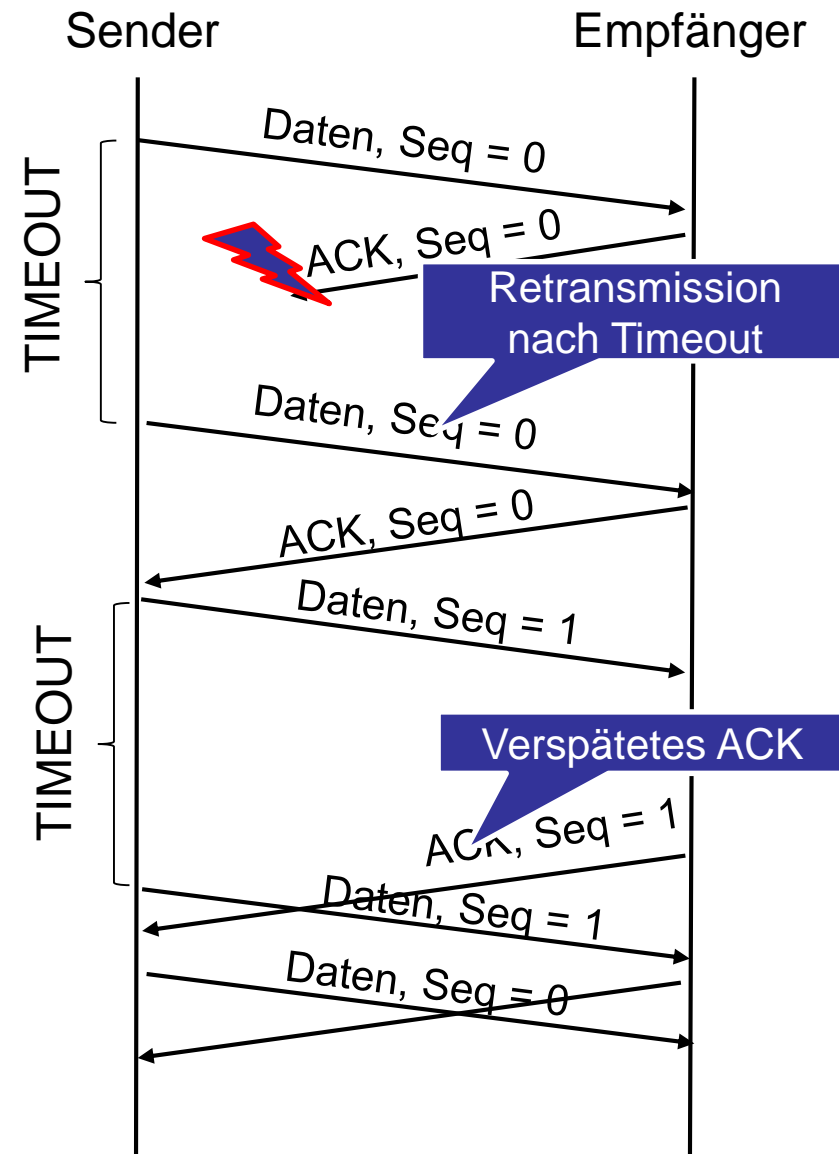 Sender
Empfänger
TIMEOUT
Daten, Seq = 0
ACK, Seq = 0
Retransmission
nach Timeout
Daten, Seq = 0
ACK, Seq = 0
TIMEOUT
Daten, Seq = 1
Verspätetes ACK
ACK, Seq = 1
Daten, Seq = 1
Daten, Seq = 0